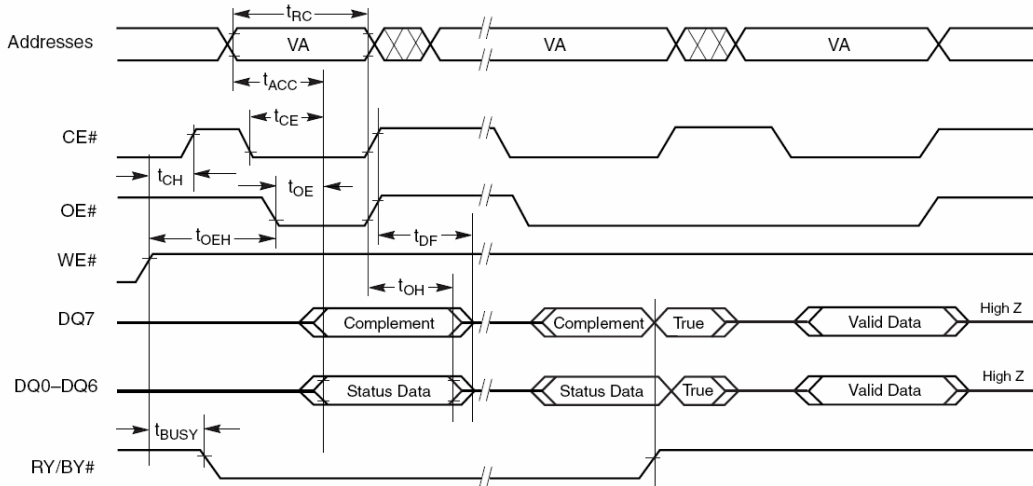 tRC
Addresses VA VA VA
tACC
tCE
CE#
tCH tOE
OE#
tOEH tDF
WE#
tOH
DQ7 Complement Complement True Valid Data High Z
DQ0–DQ6 Status Data Status Data True Valid Data High Z
tBUSY
RY/BY#